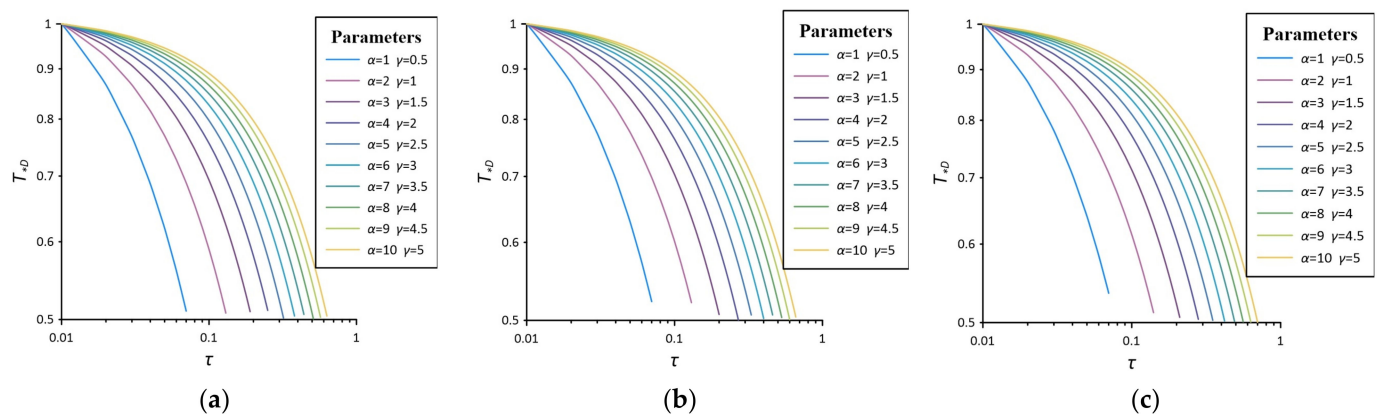 1
0.9
0.8
0.7
0.6
0.5
T*D
0.01
0.1
1
τ
Parameters
α=1 γ=0.5
α=2 γ=1
α=3 γ=1.5
α=4 γ=2
α=5 γ=2.5
α=6 γ=3
α=7 γ=3.5
α=8 γ=4
α=9 γ=4.5
α=10 γ=5
(a)
1
0.9
0.8
0.7
0.6
0.5
T*D
0.01
0.1
1
τ
Parameters
α=1 γ=0.5
α=2 γ=1
α=3 γ=1.5
α=4 γ=2
α=5 γ=2.5
α=6 γ=3
α=7 γ=3.5
α=8 γ=4
α=9 γ=4.5
α=10 γ=5
(b)
1
0.9
0.8
0.7
0.6
0.5
T*D
0.01
0.1
1
τ
Parameters
α=1 γ=0.5
α=2 γ=1
α=3 γ=1.5
α=4 γ=2
α=5 γ=2.5
α=6 γ=3
α=7 γ=3.5
α=8 γ=4
α=9 γ=4.5
α=10 γ=5
(c)